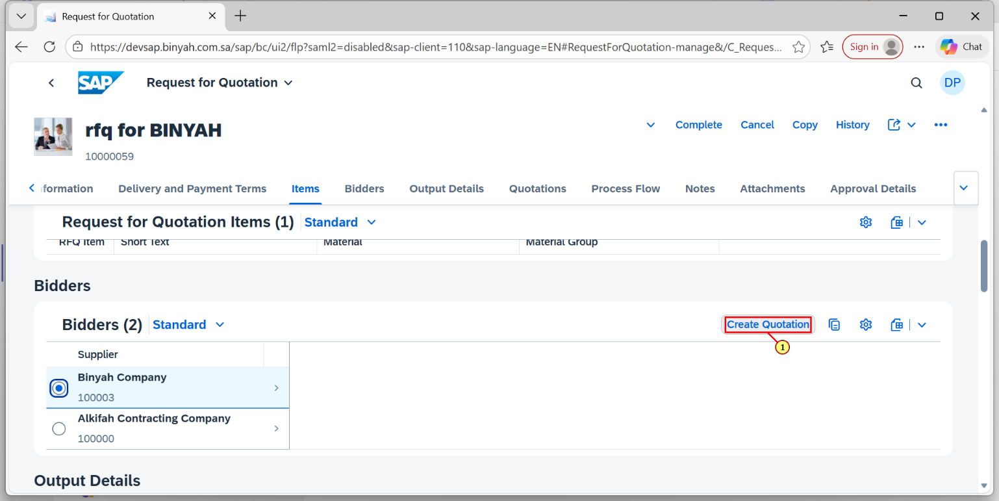 Request for Quotation
https://devsap.binyah.com.sa/sap/bc/ui2/flp?saml2=disabled&sap-client=110&sap-language=EN#RequestForQuotation-manage&/C_Reques...
Sign in
Chat
SAP
Request for Quotation
DP
rfq for BINYAH
10000059
Complete
Cancel
Copy
History
formation
Delivery and Payment Terms
Items
Bidders
Output Details
Quotations
Process Flow
Notes
Attachments
Approval Details
Request for Quotation Items (1)
Standard
RFQ Item
Short Text
Material
Material Group
Bidders
Bidders (2)
Standard
Create Quotation
1
Supplier
Binyah Company
100003
Alkifah Contracting Company
100000
Output Details